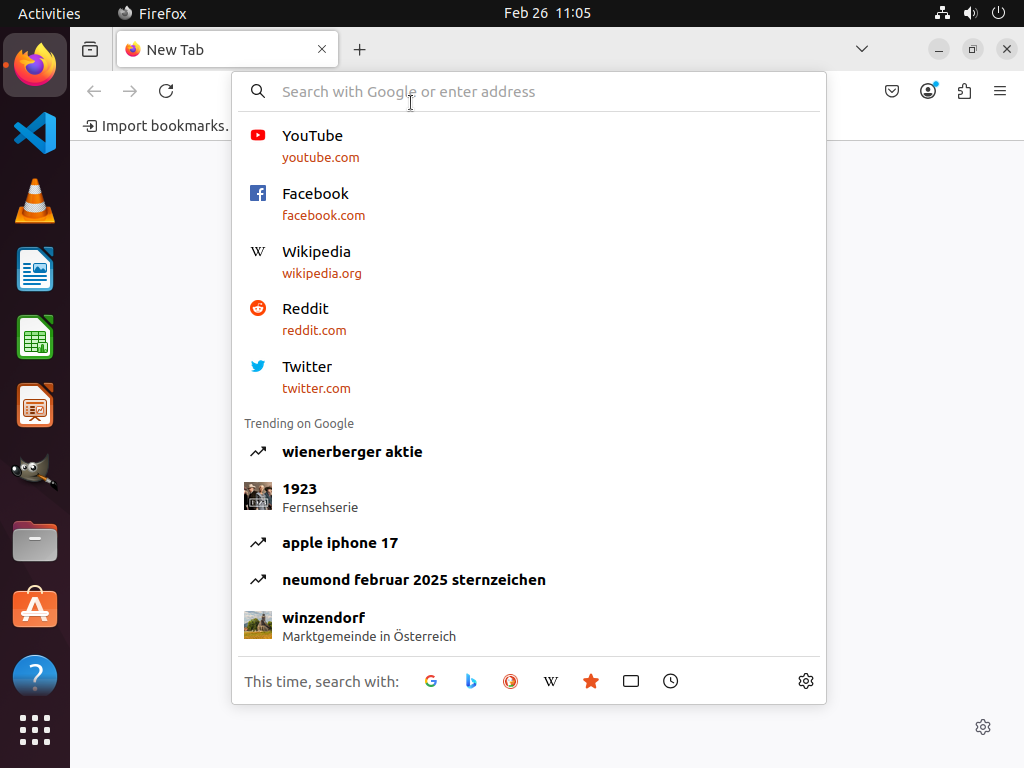 Activities
Firefox
Feb 26 11:05
New Tab
Search with Google or enter address
Import bookmarks.
YouTube
youtube.com
Facebook
facebook.com
Wikipedia
wikipedia.org
Reddit
reddit.com
Twitter
twitter.com
Trending on Google
wienerberger aktie
1923
Fernsehserie
apple iphone 17
neumond februar 2025 sternzeichen
winzendorf
Marktgemeinde in Österreich
This time, search with: